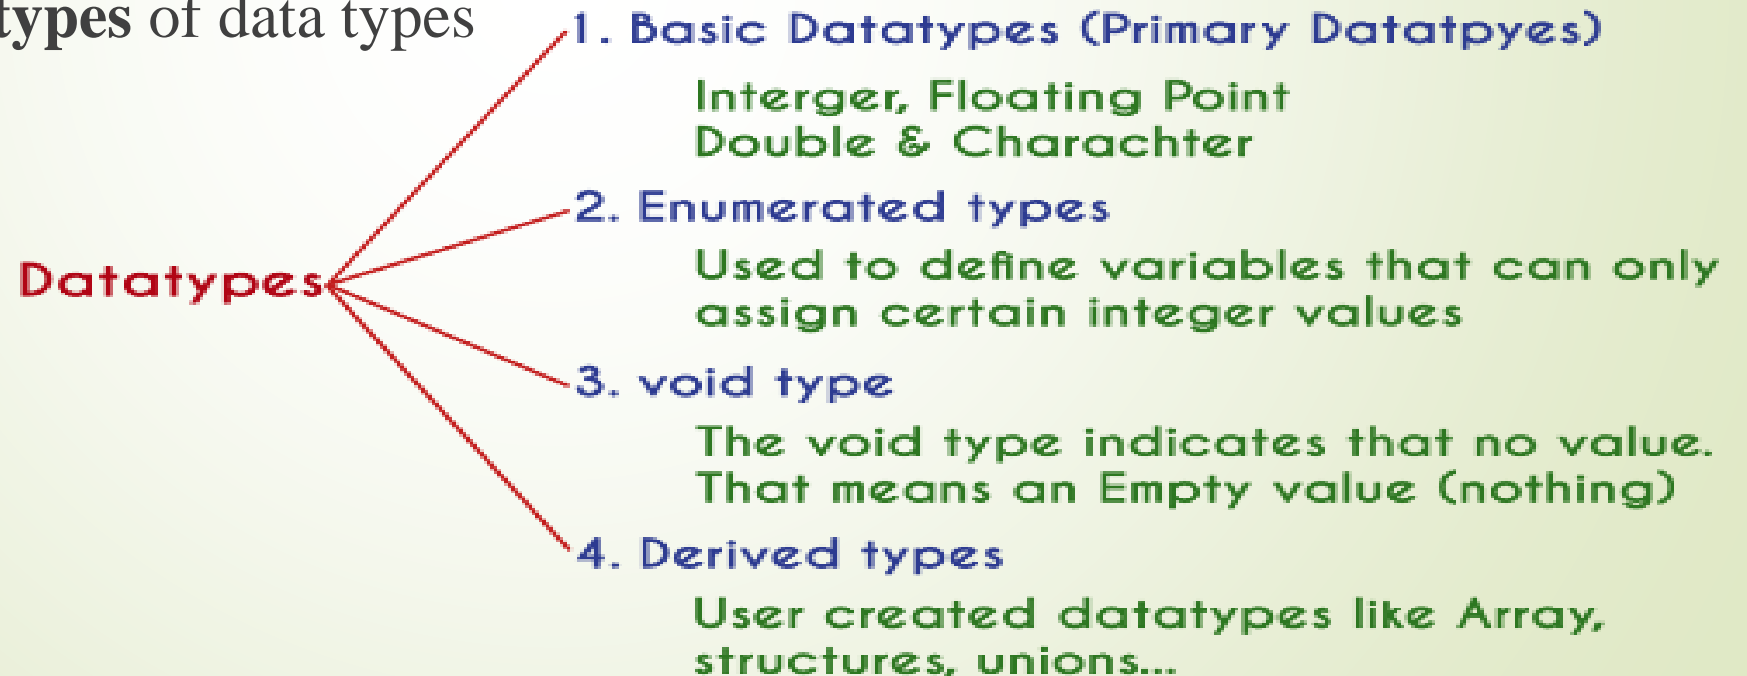 types of data types
1. Basic Datatypes (Primary Datatpyes)
Interger, Floating Point
Double & Charachter
2. Enumerated types
Used to define variables that can only
assign certain integer values
Datatypes
3. void type
The void type indicates that no value.
That means an Empty value (nothing)
4. Derived types
User created datatypes like Array,
structures, unions...